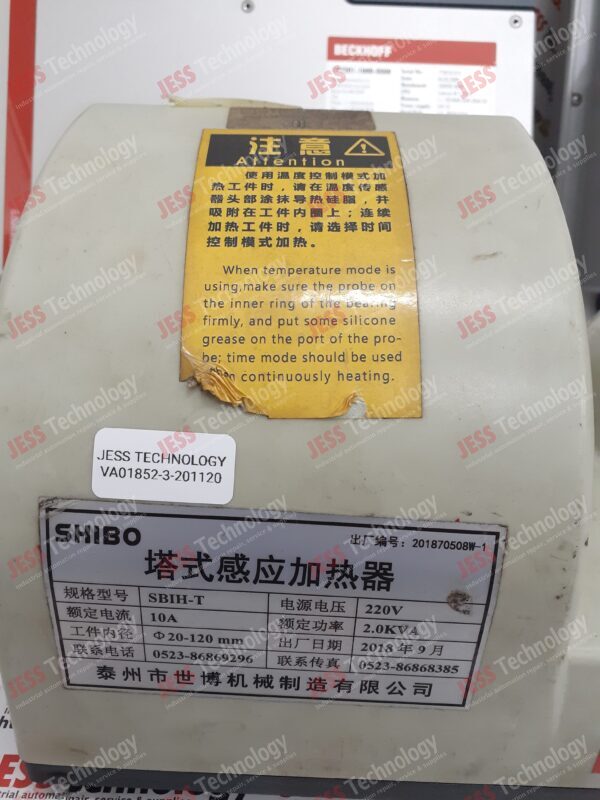 BECKHOFF
注意
Attention
使用温度控制模式加
热工件时，请在温度传感
器头部涂抹导热硅脂，并
吸附在工件内圈上；连续
加热工件时，请选择时间
控制模式加热。
When temperature mode is
using,make sure the probe on
the inner ring of the bearing
firmly, and put some silicone
grease on the port of the pro-
be; time mode should be used
when continuously heating.
JESS TECHNOLOGY
VA01852-3-201120
SHIBO
出厂编号：201870508W-1
塔式感应加热器
规格型号 SBIH-T 电源电压 220V
额定电流 10A 额定功率 2.0KVA
工件内径 Φ20-120 mm 出厂日期 2018年9月
联系电话 0523-86869296 联系传真 0523-86868385
泰州市世博机械制造有限公司
JESS Technology
industrial automation repair, service & supplies